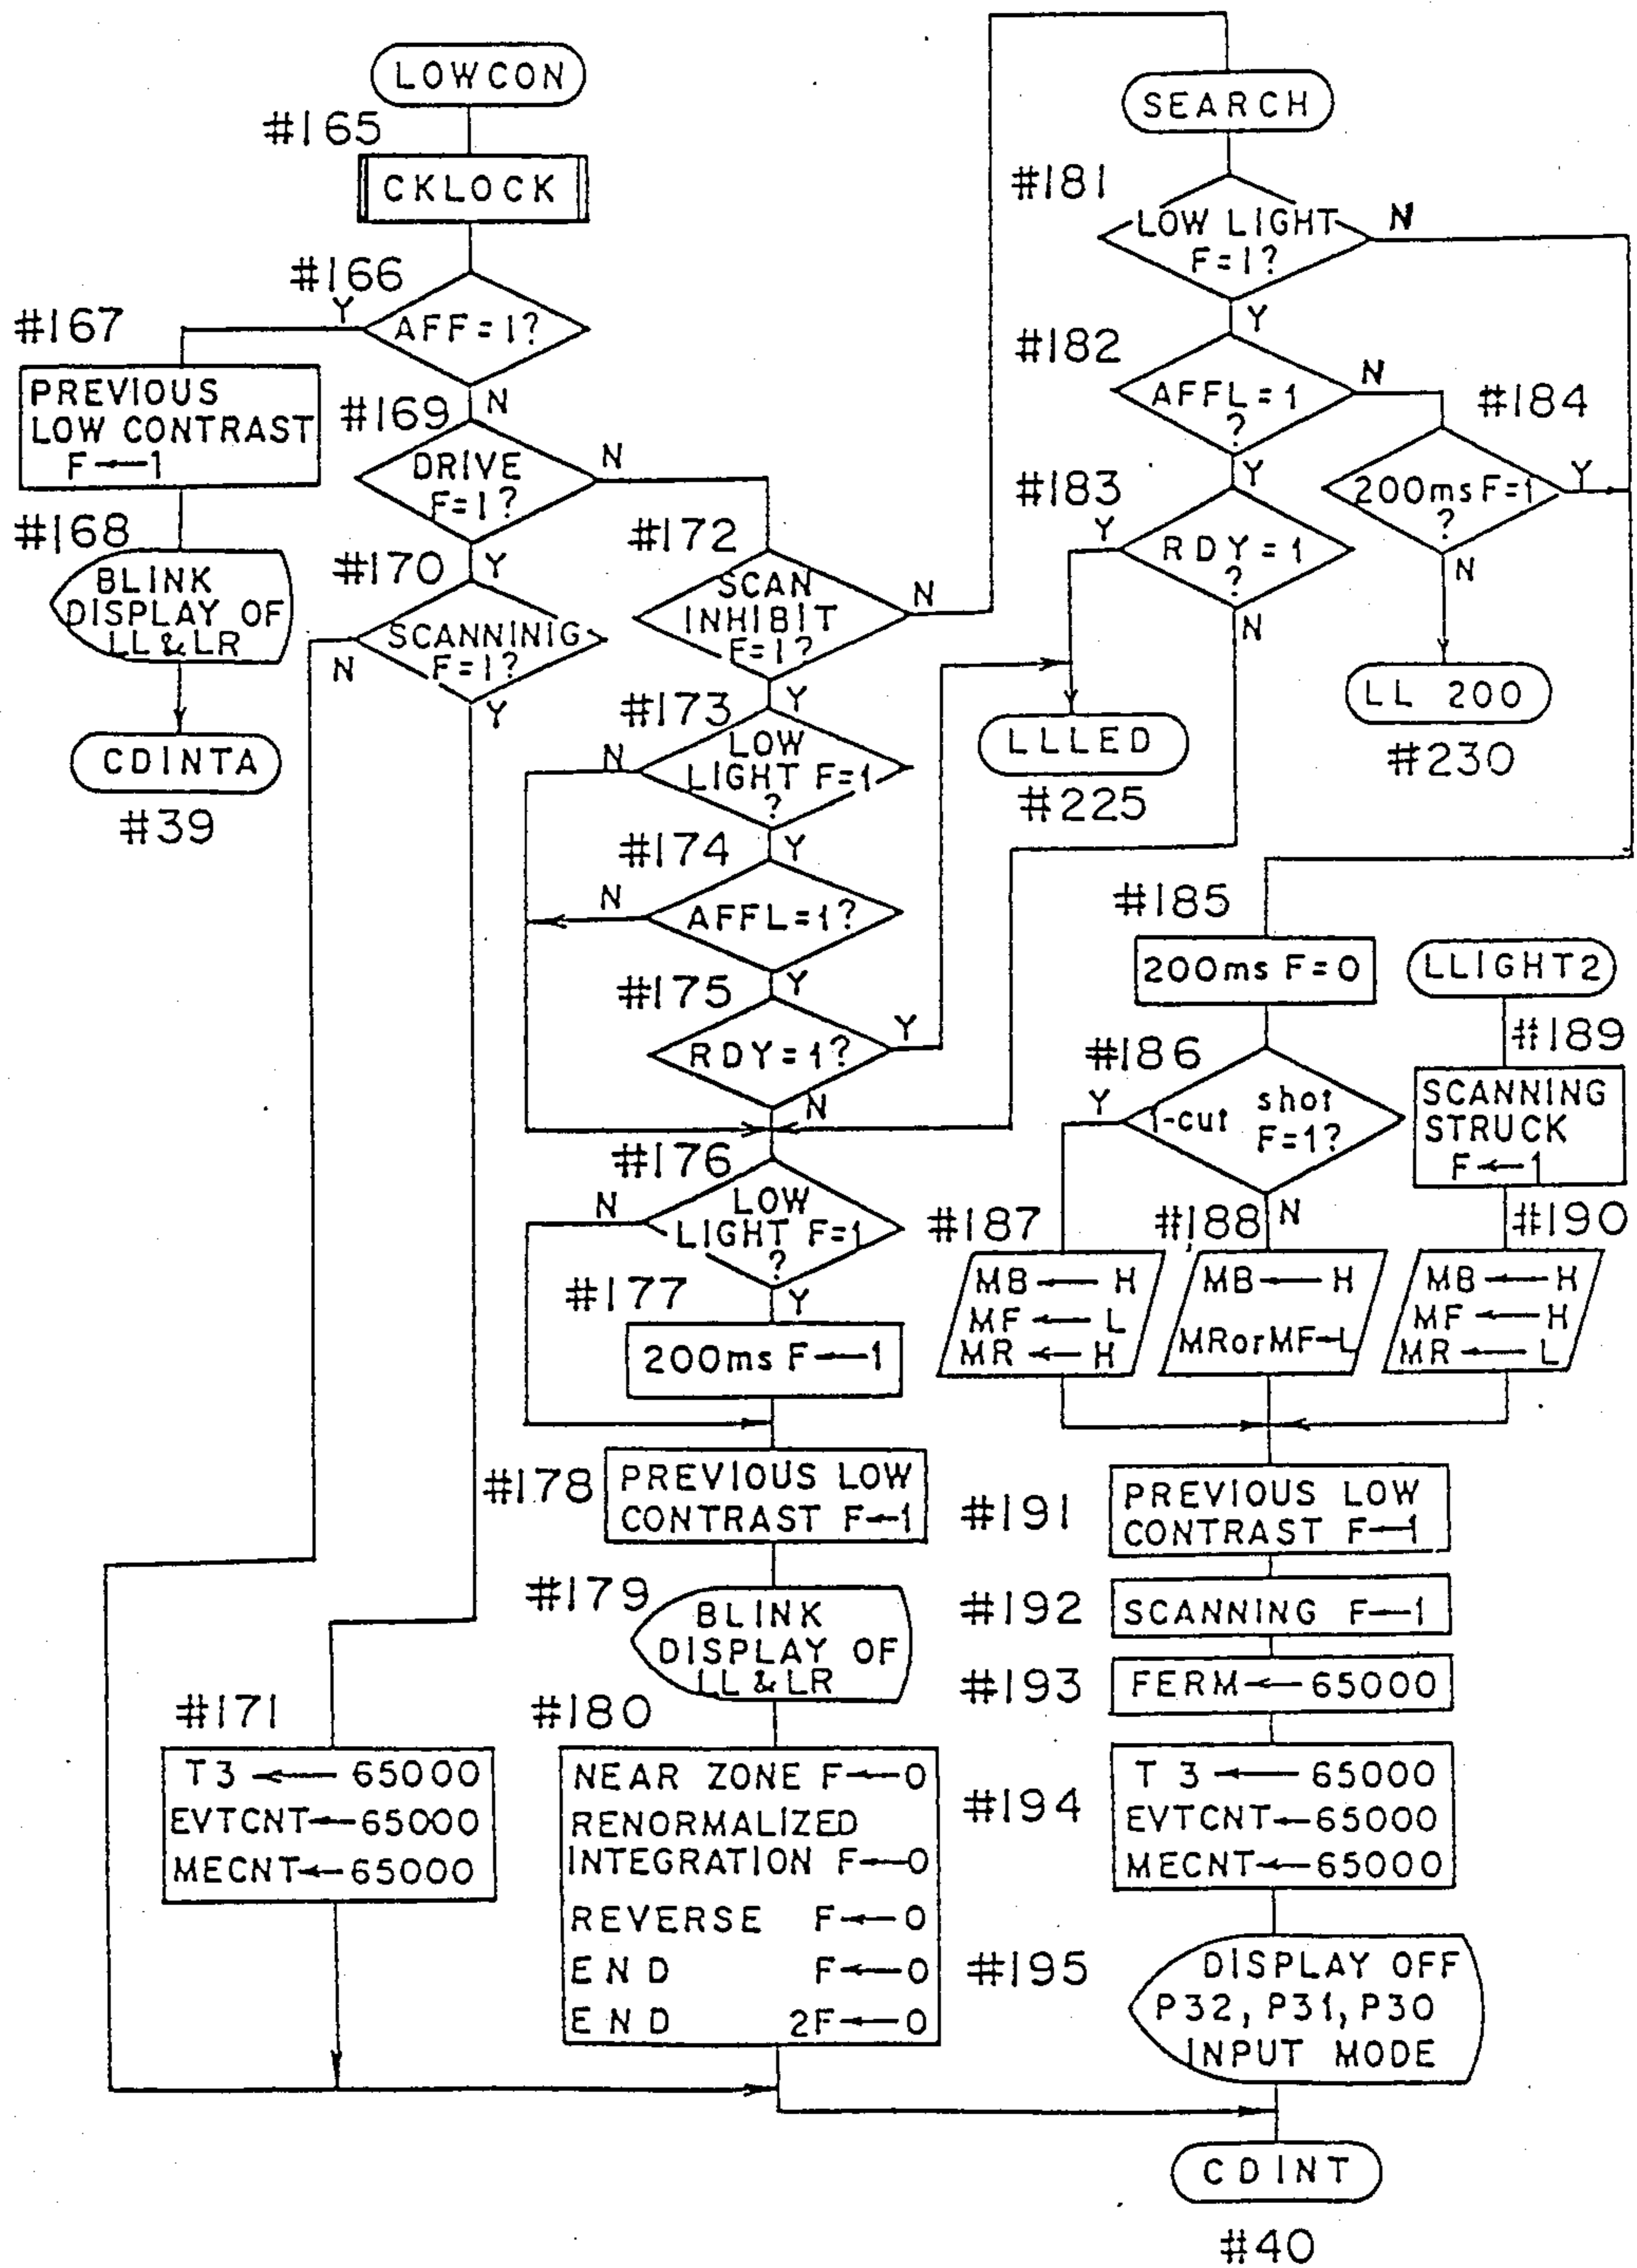 LOWCON
#165
CKLOCK
#166
AFF=1?
Y
N
#167
PREVIOUS
LOW CONTRAST
F←1
#168
BLINK
DISPLAY OF
LL&LR
CDINTA
#39
#169
DRIVE
F=1?
N
Y
#170
SCANNINIG
F=1?
N
Y
#171
T3←65000
EVTCNT←65000
MECNT←65000
#172
SCAN
INHIBIT
F=1?
N
Y
#173
LOW
LIGHT F=1
?
N
Y
#174
AFFL=1?
N
Y
#175
RDY=1?
Y
N
#176
LOW
LIGHT F=1
?
N
Y
#177
200ms F←1
#178
PREVIOUS LOW
CONTRAST F←1
#179
BLINK
DISPLAY OF
LL&LR
#180
NEAR ZONE F←0
RENORMALIZED
INTEGRATION F←0
REVERSE F←0
END F←0
END 2F←0
SEARCH
#181
LOW LIGHT
F=1?
N
Y
#182
AFFL=1
?
N
Y
#183
RDY=1
?
Y
N
LLLED
#225
#184
200ms F=1
?
Y
N
LL 200
#230
#185
200ms F=0
#186
1-cut shot
F=1?
Y
N
#187
MB←H
MF←L
MR←H
#188
MB←H
MRorMF←L
LLIGHT2
#189
SCANNING
STRUCK
F←1
#190
MB←H
MF←H
MR←L
#191
PREVIOUS LOW
CONTRAST F←1
#192
SCANNING F←1
#193
FERM←65000
#194
T3←65000
EVTCNT←65000
MECNT←65000
#195
DISPLAY OFF
P32, P31, P30
INPUT MODE
CDINT
#40